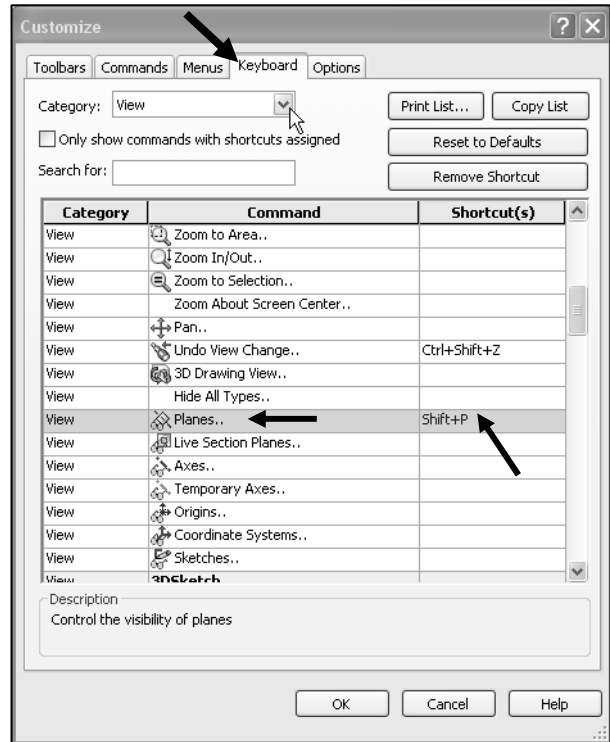 Customize
Toolbars Commands Menus Keyboard Options
Category: View Print List... Copy List
Only show commands with shortcuts assigned Reset to Defaults
Search for: Remove Shortcut
Category Command Shortcut(s)
View Zoom to Area..
View Zoom In/Out..
View Zoom to Selection..
View Zoom About Screen Center..
View Pan..
View Undo View Change.. Ctrl+Shift+Z
View 3D Drawing View..
View Hide All Types..
View Planes.. Shift+P
View Live Section Planes..
View Axes..
View Temporary Axes..
View Origins..
View Coordinate Systems..
View Sketches..
View 3DSketch
Description
Control the visibility of planes
OK Cancel Help